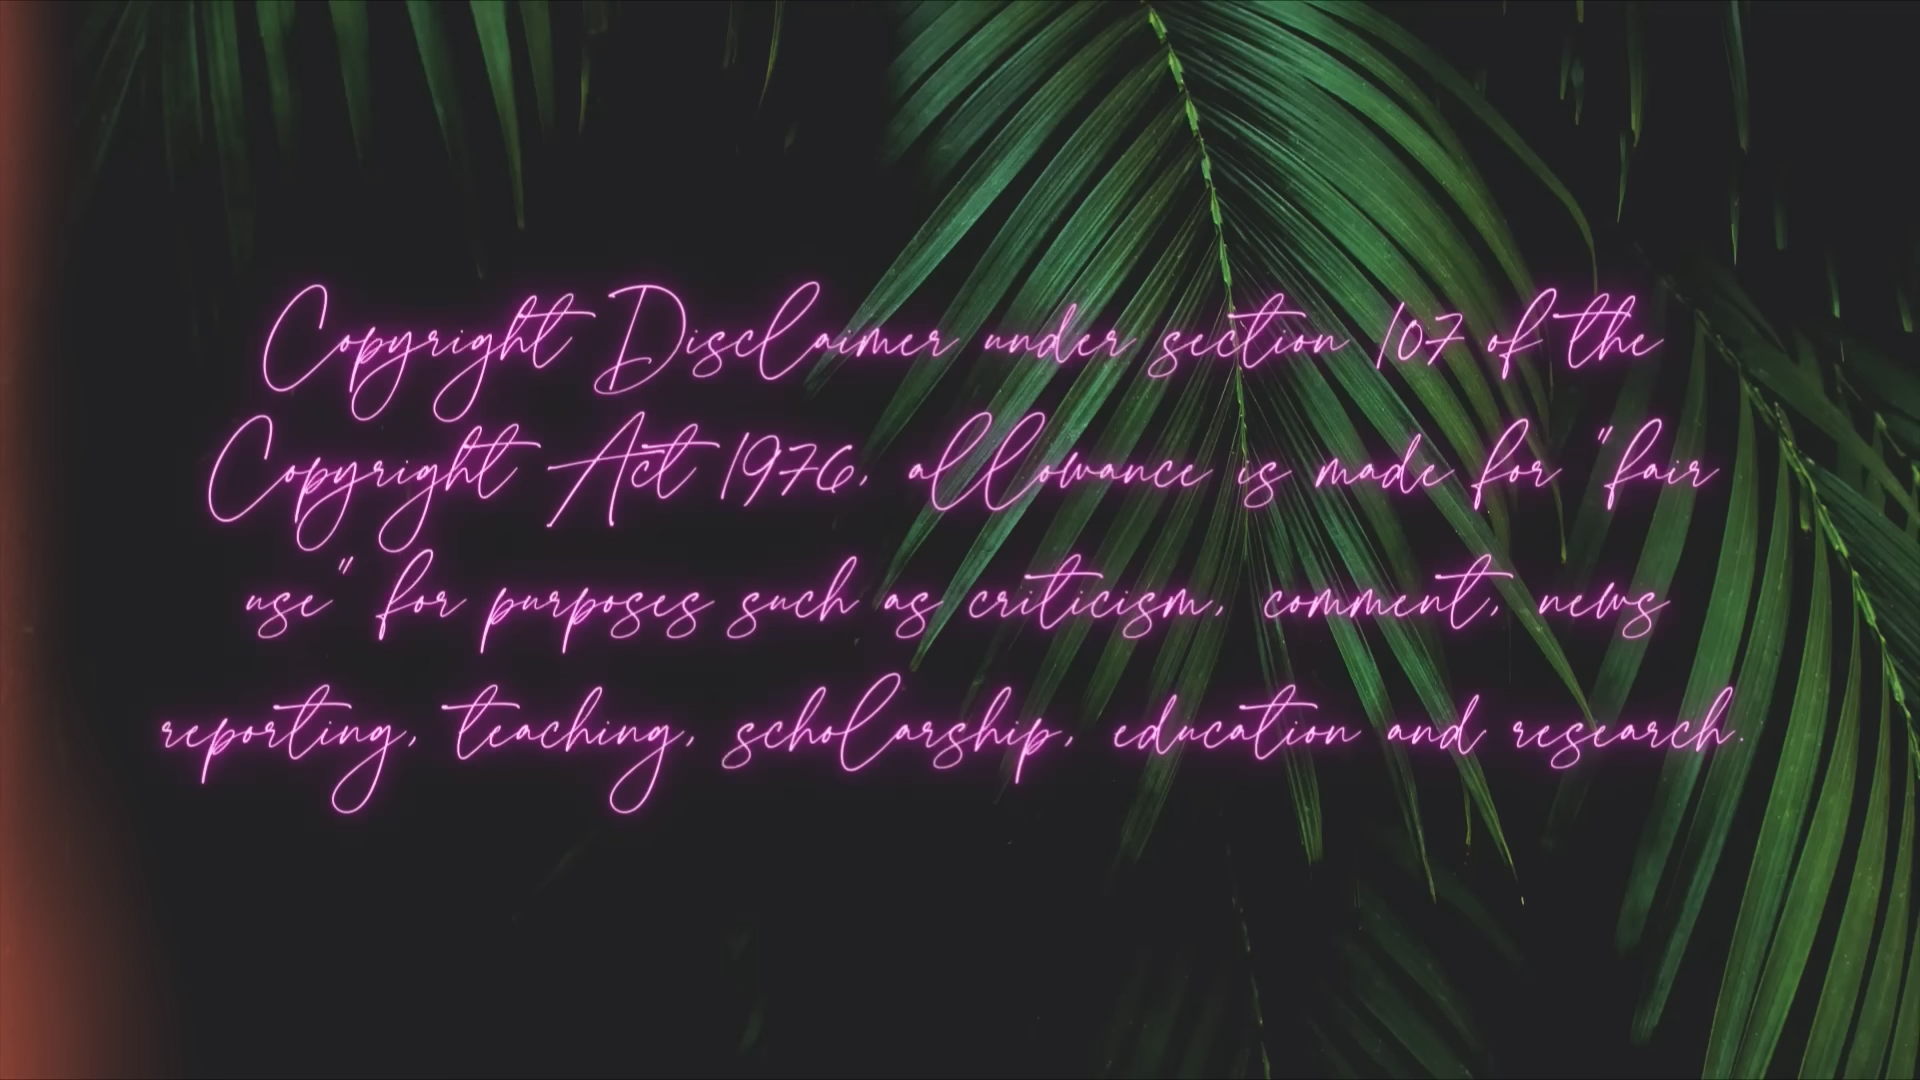 Copyright Disclaimer under section 107 of the
Copyright Act 1976, allowance is made for "fair
use" for purposes such as criticism, comment, news
reporting, teaching, scholarship, education and research.